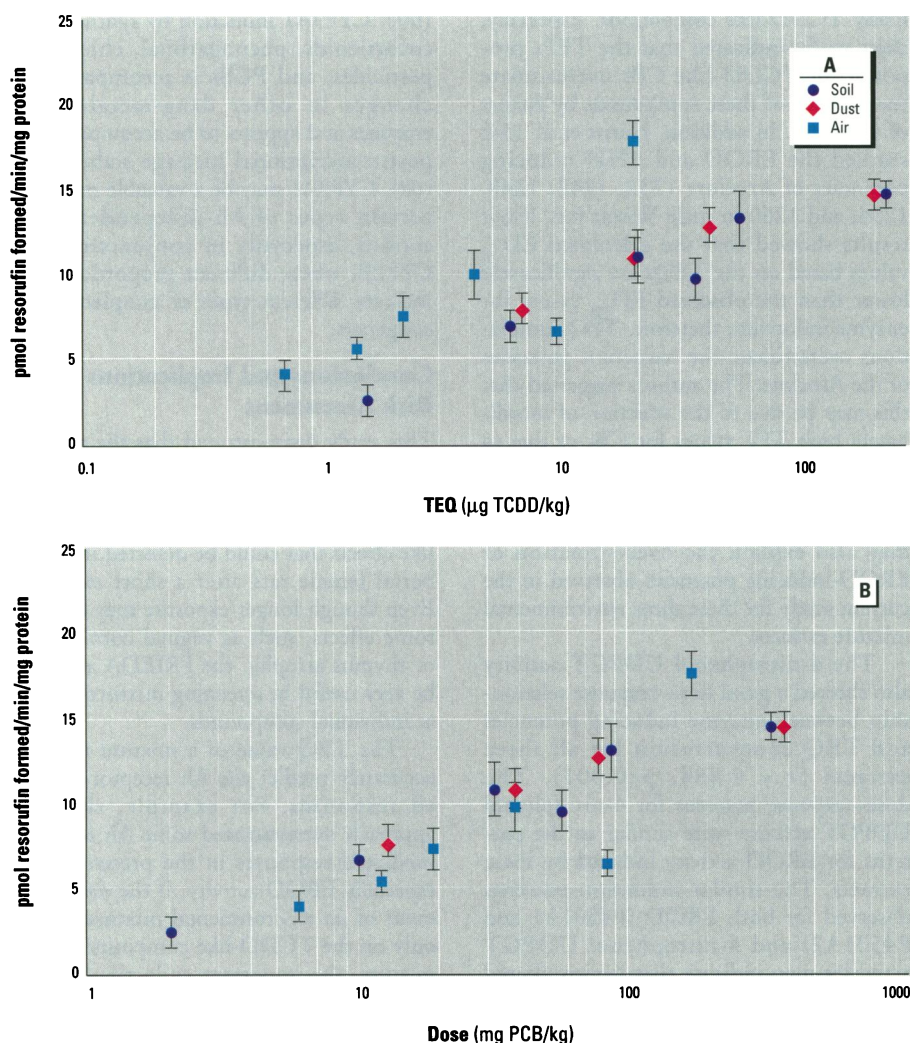 25
20
15
10
5
0
pmol resorufin formed/min/mg protein
A
Soil
Dust
Air
0.1 1 10 100
TEQ (µg TCDD/kg)
25
20
15
10
5
0
pmol resorufin formed/min/mg protein
B
1 10 100 1000
Dose (mg PCB/kg)